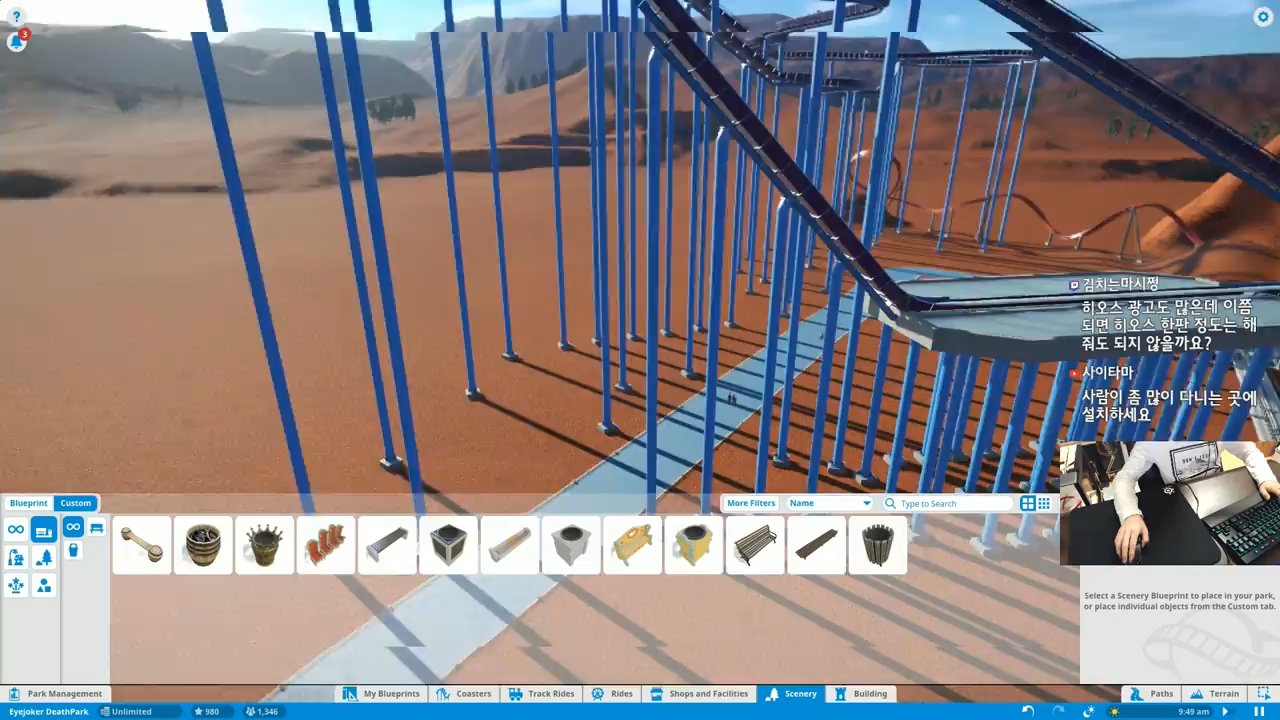 ?
3
김치는마시쩡
히오스 광고도 많은데 이쯤
되면 히오스 한판 정도는 해
줘도 되지 않을까요?
사이타마
사람이 좀 많이 다니는 곳에
설치하세요
Blueprint
Custom
More Filters
Name
Type to Search
Select a Scenery Blueprint to place in your park,
or place individual objects from the Custom tab.
Park Management
My Blueprints
Coasters
Track Rides
Rides
Shops and Facilities
Scenery
Building
Paths
Terrain
Eyejoker DeathPark
Unlimited
980
1,346
9:49 am